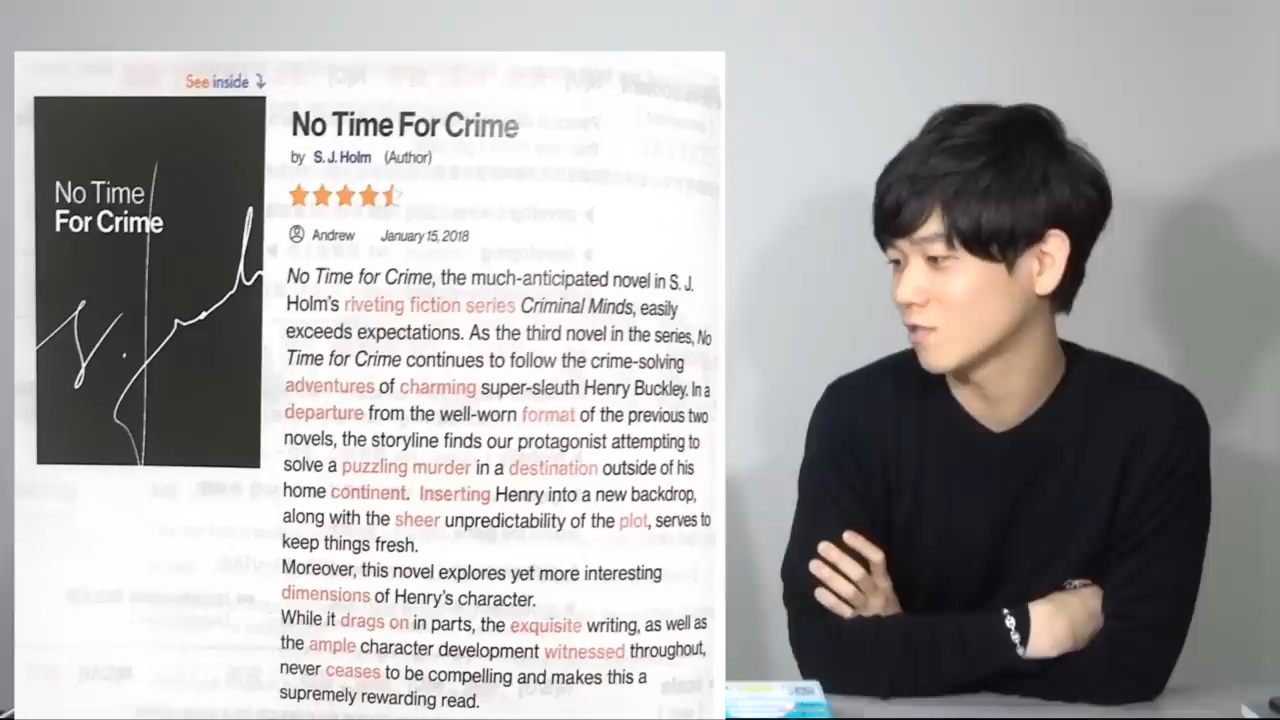 See inside
No Time
For Crime
No Time For Crime
by S. J. Holm (Author)
Andrew January 15, 2018
No Time for Crime, the much-anticipated novel in S. J.
Holm's riveting fiction series Criminal Minds, easily
exceeds expectations. As the third novel in the series, No
Time for Crime continues to follow the crime-solving
adventures of charming super-sleuth Henry Buckley. In a
departure from the well-worn format of the previous two
novels, the storyline finds our protagonist attempting to
solve a puzzling murder in a destination outside of his
home continent. Inserting Henry into a new backdrop,
along with the sheer unpredictability of the plot, serves to
keep things fresh.
Moreover, this novel explores yet more interesting
dimensions of Henry's character.
While it drags on in parts, the exquisite writing, as well as
the ample character development witnessed throughout,
never ceases to be compelling and makes this a
supremely rewarding read.